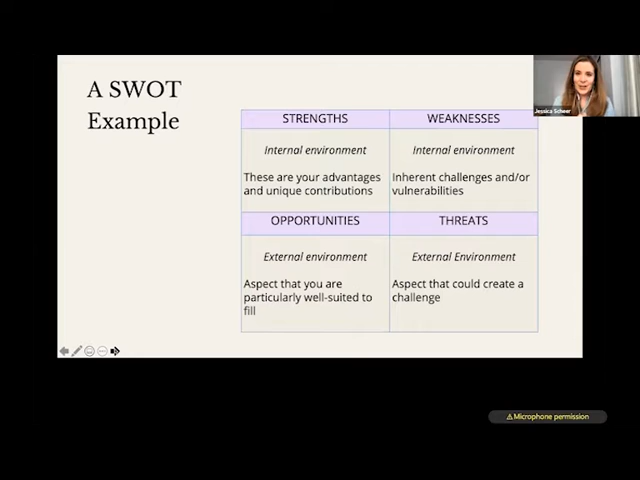 A SWOT
Example
Jessica Scheer
STRENGTHS
WEAKNESSES
Internal environment
Internal environment
These are your advantages
and unique contributions
Inherent challenges and/or
vulnerabilities
OPPORTUNITIES
THREATS
External environment
External Environment
Aspect that you are
particularly well-suited to
fill
Aspect that could create a
challenge
Microphone permission